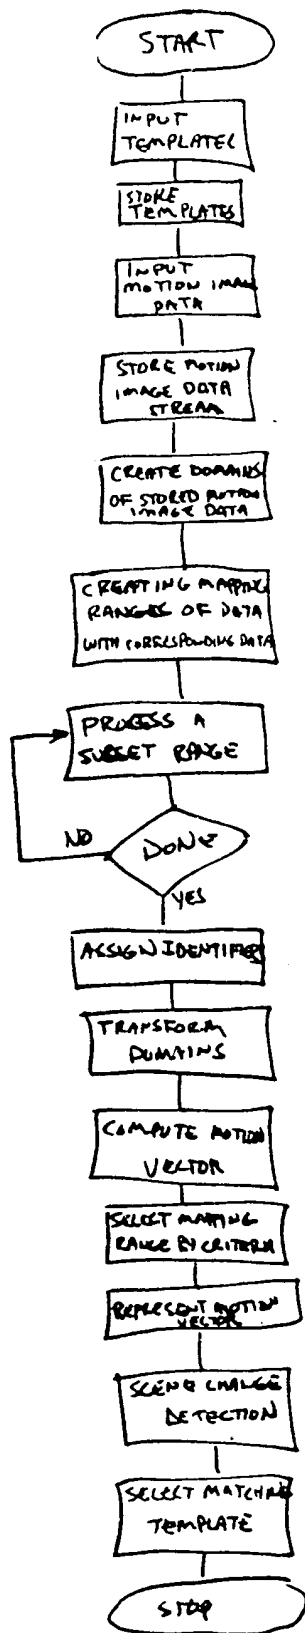 START
INPUT
TEMPLATES
STORE
TEMPLATES
INPUT
MOTION IMAGE
DATA
STORE MOTION
IMAGE DATA
STREAM
CREATE DOMAINS
OF STORED MOTION
IMAGE DATA
CREATING MAPPING
RANGES OF DATA
WITH CORRESPONDING DATA
PROCESS A
SUBSET RANGE
NO
DONE
YES
ASSIGN IDENTIFIERS
TRANSFORM
DOMAINS
COMPUTE MOTION
VECTOR
SELECT MAPPING
RANGE BY CRITERIA
REPRESENT MOTION
VECTOR
SCENE CHANGE
DETECTION
SELECT MATCHING
TEMPLATE
STOP